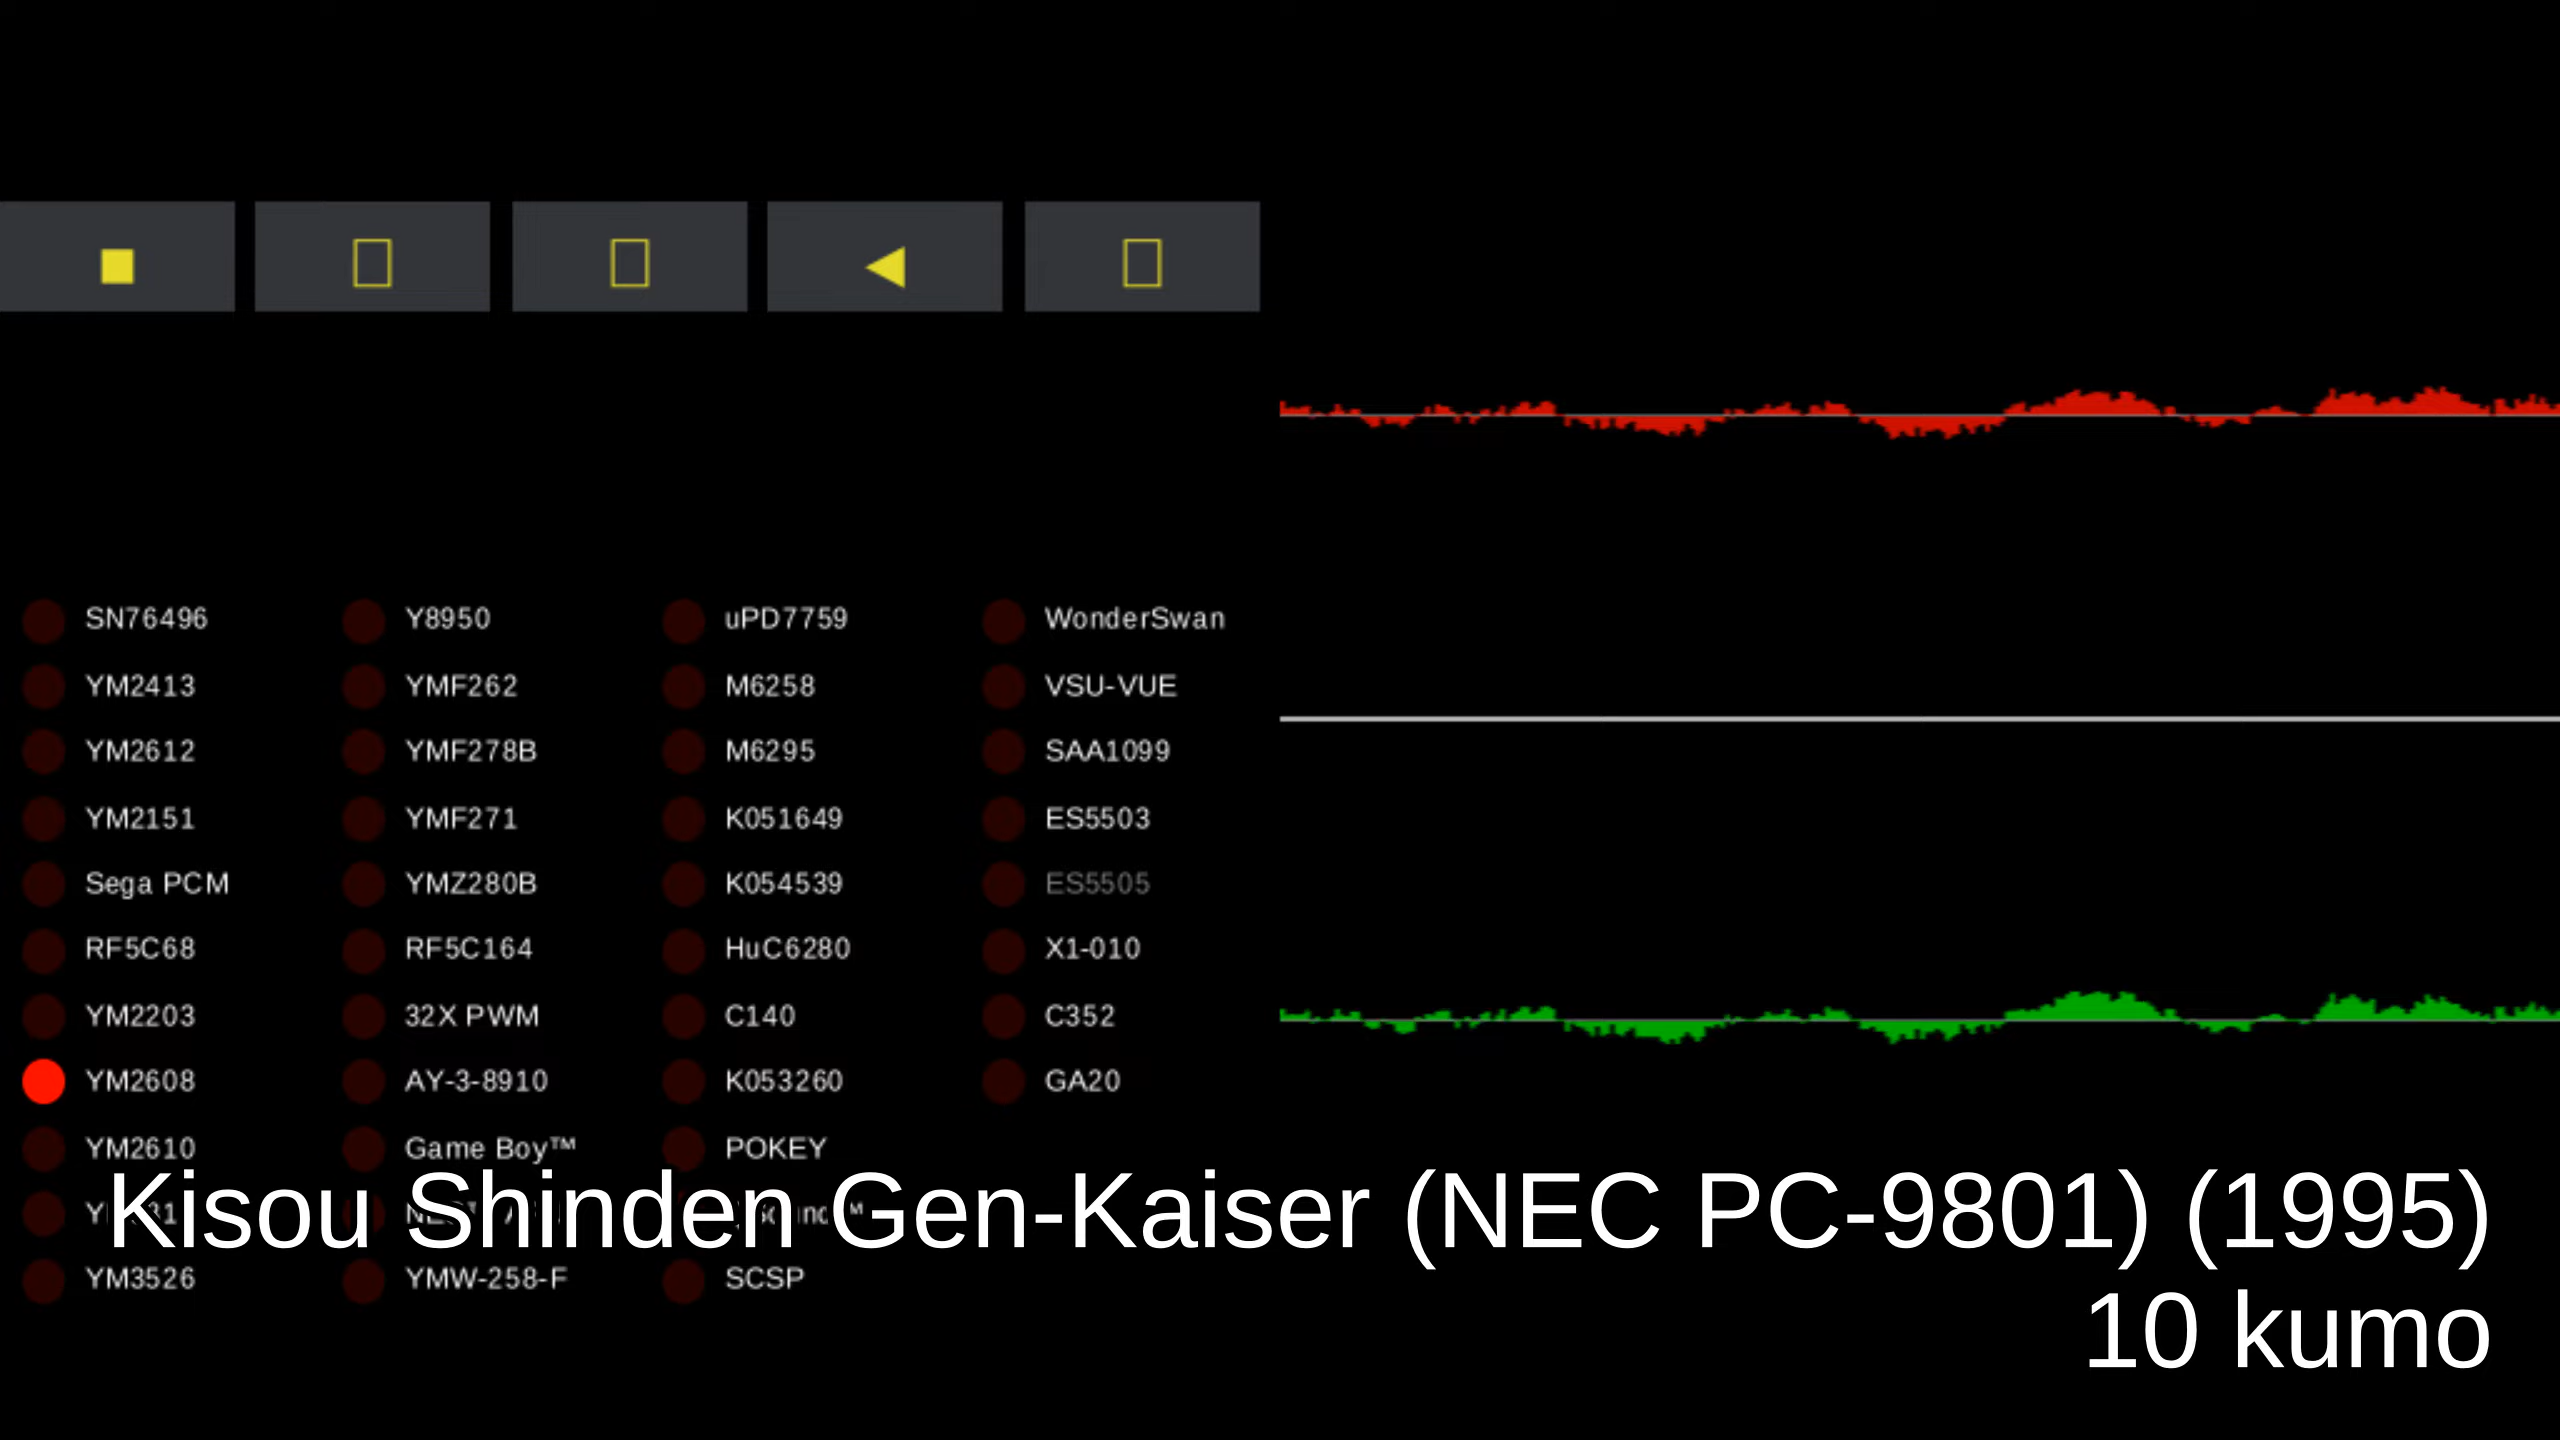 SN76496 Y8950 uPD7759 WonderSwan
YM2413 YMF262 M6258 VSU-VUE
YM2612 YMF278B M6295 SAA1099
YM2151 YMF271 K051649 ES5503
Sega PCM YMZ280B K054539 ES5505
RF5C68 RF5C164 HuC6280 X1-010
YM2203 32X PWM C140 C352
YM2608 AY-3-8910 K053260 GA20
YM2610 Game Boy™ POKEY
Kisou Shinden Gen-Kaiser (NEC PC-9801) (1995)
YM3526 YMW-258-F SCSP
10 kumo